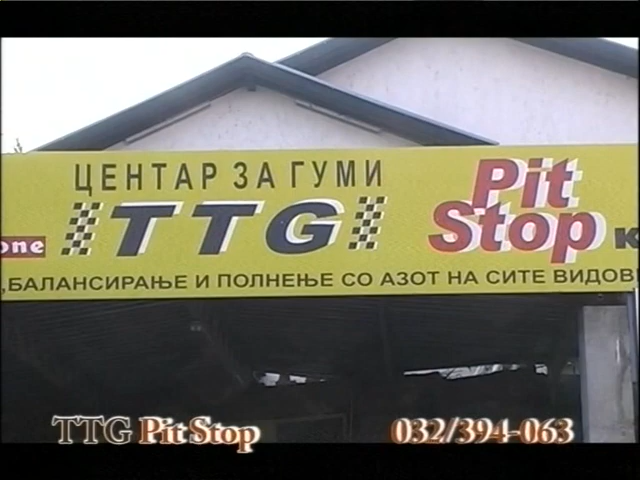 ЦЕНТАР ЗА ГУМИ
TTG
Pit
Stop
one
,БАЛАНСИРАЊЕ И ПОЛНЕЊЕ СО АЗОТ НА СИТЕ ВИДОВ
TTG Pit Stop 032/394-063